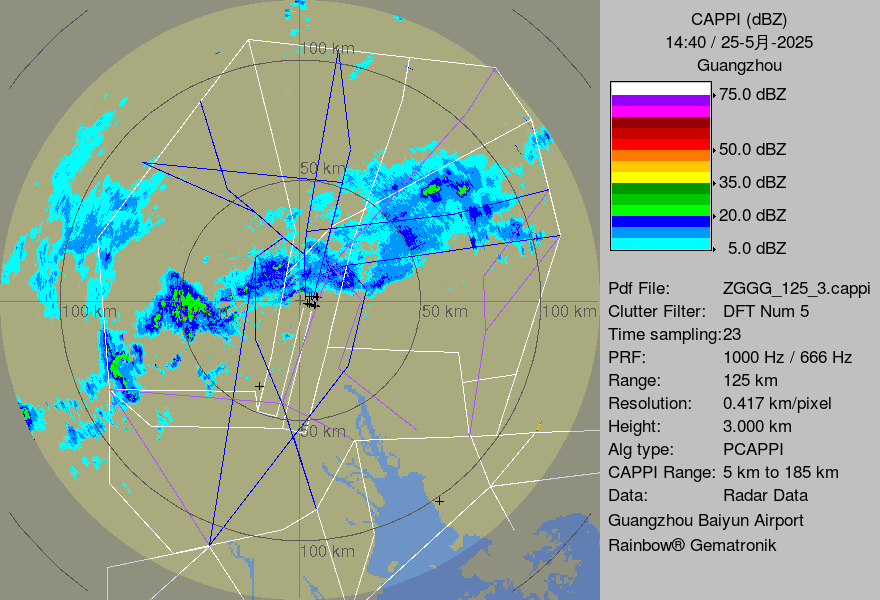 CAPPI (dBZ)
14:40 / 25-5月-2025
Guangzhou
75.0 dBZ
50.0 dBZ
35.0 dBZ
20.0 dBZ
5.0 dBZ
Pdf File: ZGGG_125_3.cappi
Clutter Filter: DFT Num 5
Time sampling:23
PRF: 1000 Hz / 666 Hz
Range: 125 km
Resolution: 0.417 km/pixel
Height: 3.000 km
Alg type: PCAPPI
CAPPI Range: 5 km to 185 km
Data: Radar Data
Guangzhou Baiyun Airport
Rainbow® Gematronik
100 km
50 km
100 km
50 km
100 km
50 km
100 km